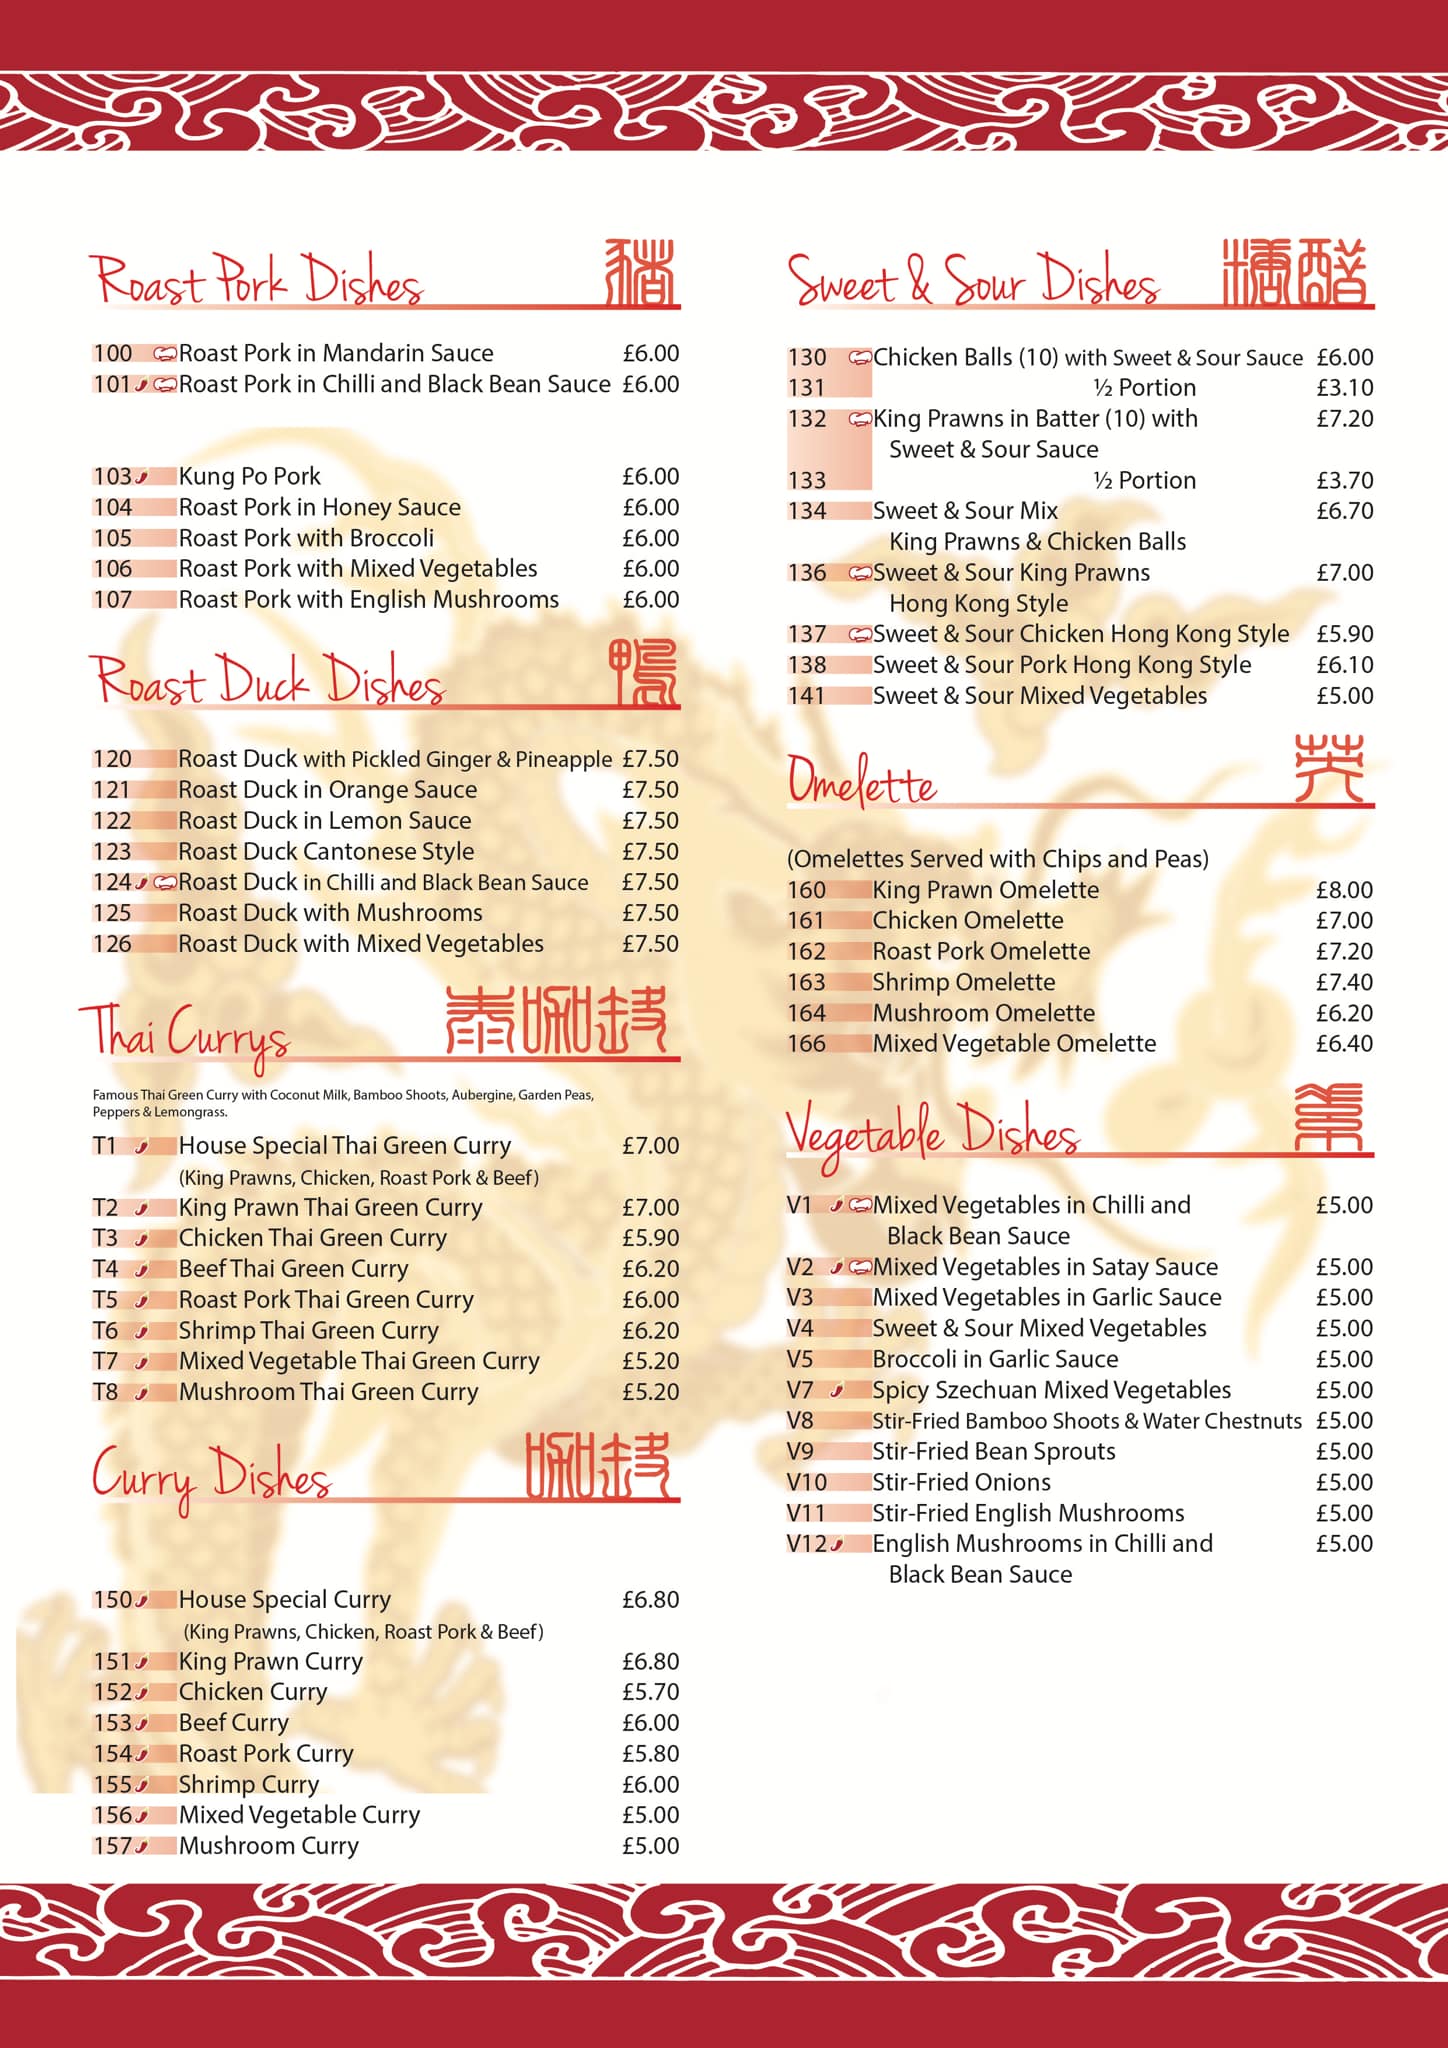 Roast Pork Dishes 豬
100 Roast Pork in Mandarin Sauce £6.00
101 Roast Pork in Chilli and Black Bean Sauce £6.00
103 Kung Po Pork £6.00
104 Roast Pork in Honey Sauce £6.00
105 Roast Pork with Broccoli £6.00
106 Roast Pork with Mixed Vegetables £6.00
107 Roast Pork with English Mushrooms £6.00
Roast Duck Dishes 鴨
120 Roast Duck with Pickled Ginger & Pineapple £7.50
121 Roast Duck in Orange Sauce £7.50
122 Roast Duck in Lemon Sauce £7.50
123 Roast Duck Cantonese Style £7.50
124 Roast Duck in Chilli and Black Bean Sauce £7.50
125 Roast Duck with Mushrooms £7.50
126 Roast Duck with Mixed Vegetables £7.50
Thai Currys
Famous Thai Green Curry with Coconut Milk, Bamboo Shoots, Aubergine, Garden Peas,
Peppers & Lemongrass.
T1 House Special Thai Green Curry £7.00
(King Prawns, Chicken, Roast Pork & Beef)
T2 King Prawn Thai Green Curry £7.00
T3 Chicken Thai Green Curry £5.90
T4 Beef Thai Green Curry £6.20
T5 Roast Pork Thai Green Curry £6.00
T6 Shrimp Thai Green Curry £6.20
T7 Mixed Vegetable Thai Green Curry £5.20
T8 Mushroom Thai Green Curry £5.20
Curry Dishes
150 House Special Curry £6.80
(King Prawns, Chicken, Roast Pork & Beef)
151 King Prawn Curry £6.80
152 Chicken Curry £5.70
153 Beef Curry £6.00
154 Roast Pork Curry £5.80
155 Shrimp Curry £6.00
156 Mixed Vegetable Curry £5.00
157 Mushroom Curry £5.00
Sweet & Sour Dishes 糖醋
130 Chicken Balls (10) with Sweet & Sour Sauce £6.00
131 ½ Portion £3.10
132 King Prawns in Batter (10) with £7.20
Sweet & Sour Sauce
133 ½ Portion £3.70
134 Sweet & Sour Mix £6.70
King Prawns & Chicken Balls
136 Sweet & Sour King Prawns £7.00
Hong Kong Style
137 Sweet & Sour Chicken Hong Kong Style £5.90
138 Sweet & Sour Pork Hong Kong Style £6.10
141 Sweet & Sour Mixed Vegetables £5.00
Omelette
(Omelettes Served with Chips and Peas)
160 King Prawn Omelette £8.00
161 Chicken Omelette £7.00
162 Roast Pork Omelette £7.20
163 Shrimp Omelette £7.40
164 Mushroom Omelette £6.20
166 Mixed Vegetable Omelette £6.40
Vegetable Dishes
V1 Mixed Vegetables in Chilli and £5.00
Black Bean Sauce
V2 Mixed Vegetables in Satay Sauce £5.00
V3 Mixed Vegetables in Garlic Sauce £5.00
V4 Sweet & Sour Mixed Vegetables £5.00
V5 Broccoli in Garlic Sauce £5.00
V7 Spicy Szechuan Mixed Vegetables £5.00
V8 Stir-Fried Bamboo Shoots & Water Chestnuts £5.00
V9 Stir-Fried Bean Sprouts £5.00
V10 Stir-Fried Onions £5.00
V11 Stir-Fried English Mushrooms £5.00
V12 English Mushrooms in Chilli and £5.00
Black Bean Sauce